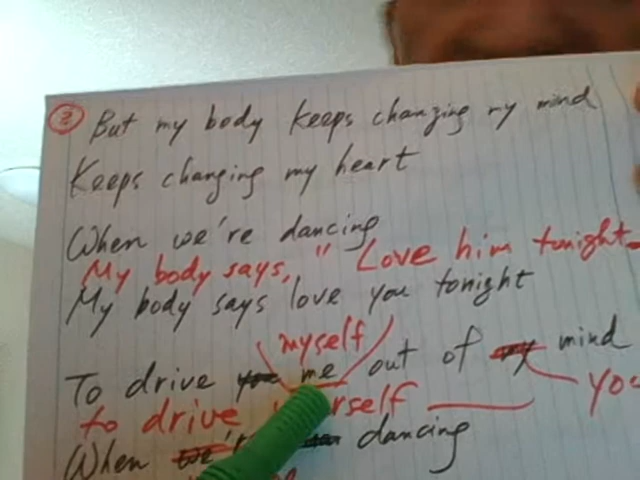 ② But my body keeps changing my mind
Keeps changing my heart
When we're dancing
My body says, " Love him tonight
My body says love you tonight
myself
To drive you me out of my mind
to drive
rself
you
When we're dancing